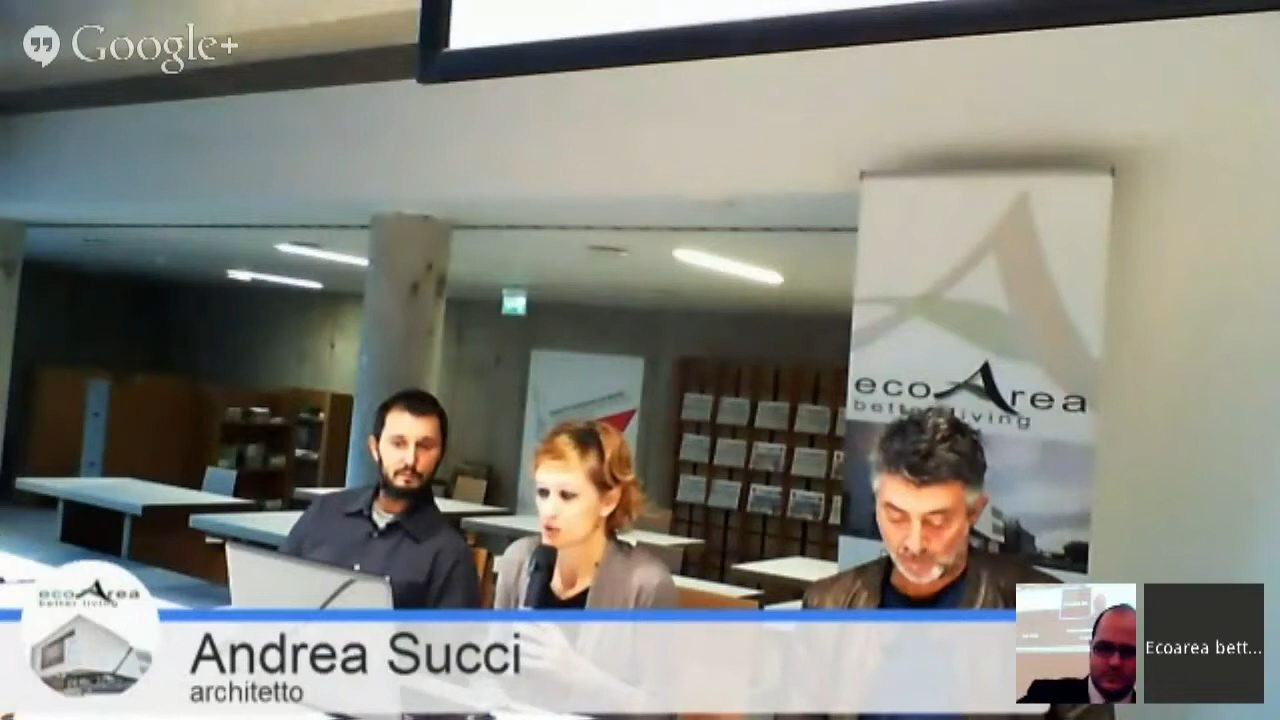 Google+
ecoArea
better living
ecoArea
better living
Andrea Succi
architetto
Ecoarea bett...